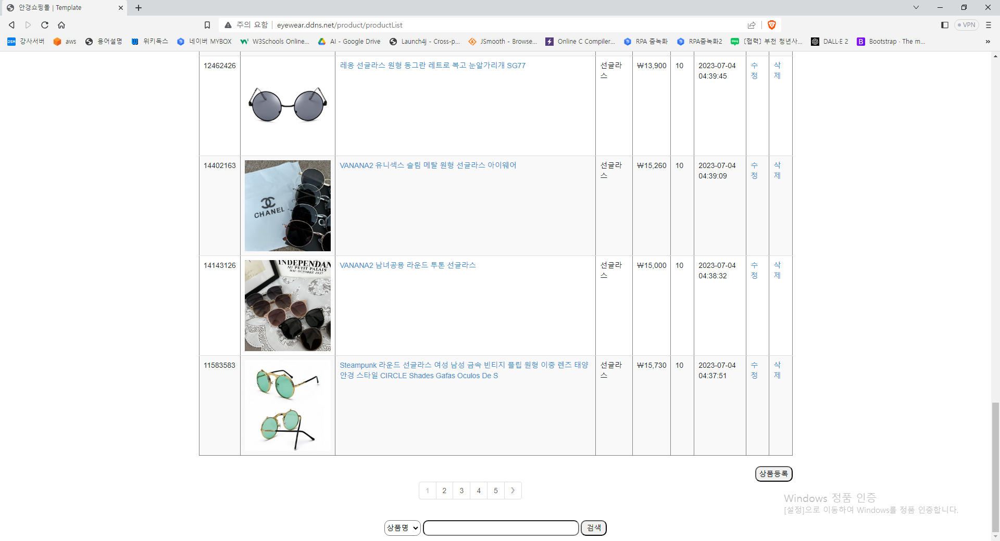 안경쇼핑몰 | Template
주의 요함 eyewear.ddns.net/product/productList
VPN
강사서버 aws 용어설명 위키독스 네이버 MYBOX W3Schools Online... AI - Google Drive Launch4j - Cross-p... JSmooth - Browse... Online C Compiler... RPA 줌녹화 RPA줌녹화2 [협력] 부천 청년사... DALL·E 2 Bootstrap · The m...
12462426 레옹 선글라스 원형 동그란 레트로 복고 눈알가리개 SG77 선글라 ₩13,900 10 2023-07-04 수 삭
스 04:39:45 정 제
14402163 VANANA2 유니섹스 슬림 메탈 원형 선글라스 아이웨어 선글라 ₩15,260 10 2023-07-04 수 삭
스 04:39:09 정 제
CHANEL
14143126 VANANA2 남녀공용 라운드 투톤 선글라스 선글라 ₩15,000 10 2023-07-04 수 삭
스 04:38:32 정 제
INDEPENDAN
AU PETIT PALAIS
MAI - OCTOBRE 1937
11583583 Steampunk 라운드 선글라스 여성 남성 금속 빈티지 플립 원형 이중 렌즈 태양 선글라 ₩15,730 10 2023-07-04 수 삭
안경 스타일 CIRCLE Shades Gafas Oculos De S 스 04:37:51 정 제
상품등록
1 2 3 4 5 》
Windows 정품 인증
[설정]으로 이동하여 Windows를 정품 인증합니다.
상품명 검색